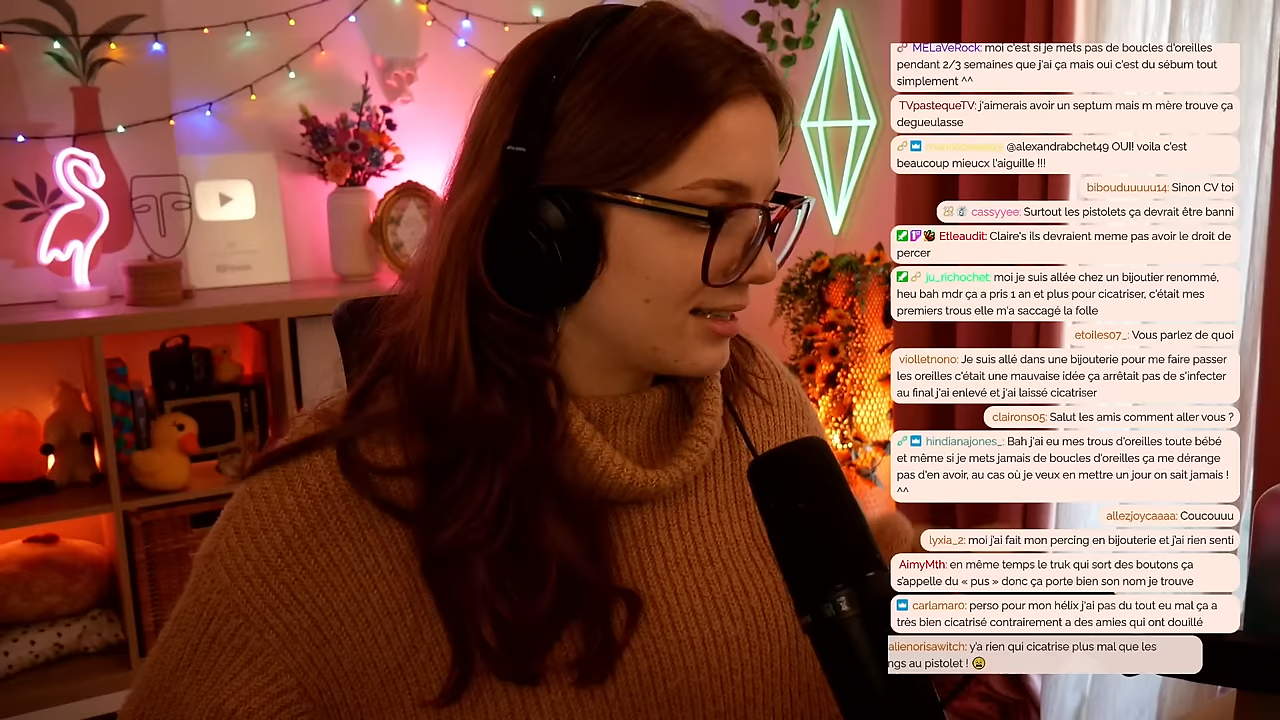 MELaVeRock: moi c'est si je mets pas de boucles d'oreilles
pendant 2/3 semaines que j'ai ça mais oui c'est du sébum tout
simplement ^^
TVpastequeTV: j'aimerais avoir un septum mais m mère trouve ça
degueulasse
@alexandrabchet49 OUI! voila c'est
beaucoup mieucx l'aiguille !!!
bibouduuuuu14: Sinon CV toi
cassyyee: Surtout les pistolets ça devrait être banni
Etleaudit: Claire's ils devraient meme pas avoir le droit de
percer
ju_richochet: moi je suis allée chez un bijoutier renommé,
heu bah mdr ça a pris 1 an et plus pour cicatriser, c'était mes
premiers trous elle m'a saccagé la folle
etoiles07_: Vous parlez de quoi
violletnono: Je suis allé dans une bijouterie pour me faire passer
les oreilles c'était une mauvaise idée ça arrêtait pas de s'infecter
au final j'ai enlevé et j'ai laissé cicatriser
clairons05: Salut les amis comment aller vous ?
hindianajones_: Bah j'ai eu mes trous d'oreilles toute bébé
et même si je mets jamais de boucles d'oreilles ça me dérange
pas d'en avoir, au cas où je veux en mettre un jour on sait jamais !
^^
allezjoycaaaa: Coucouuu
lyxia_2: moi j'ai fait mon percing en bijouterie et j'ai rien senti
AimyMth: en même temps le truk qui sort des boutons ça
s'appelle du « pus » donc ça porte bien son nom je trouve
carlamar0: perso pour mon hélix j'ai pas du tout eu mal ça a
très bien cicatrisé contrairement a des amies qui ont douillé
alienorisawitch: y'a rien qui cicatrise plus mal que les
ngs au pistolet ! 😩